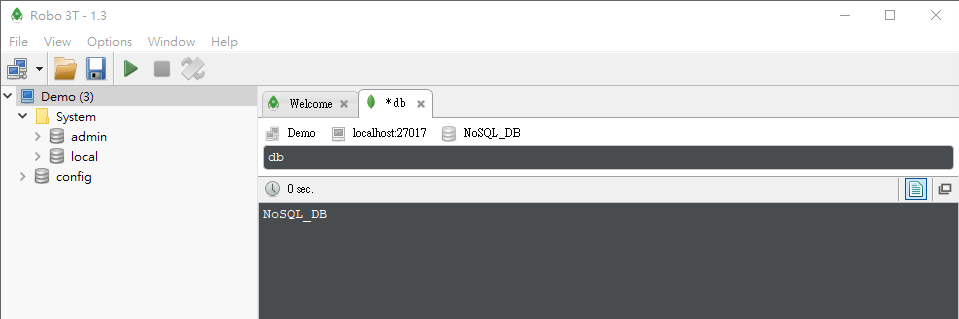 Robo 3T - 1.3
File View Options Window Help
Demo (3)
System
admin
local
config
Welcome *db
Demo localhost:27017 NoSQL_DB
db
0 sec.
NoSQL_DB